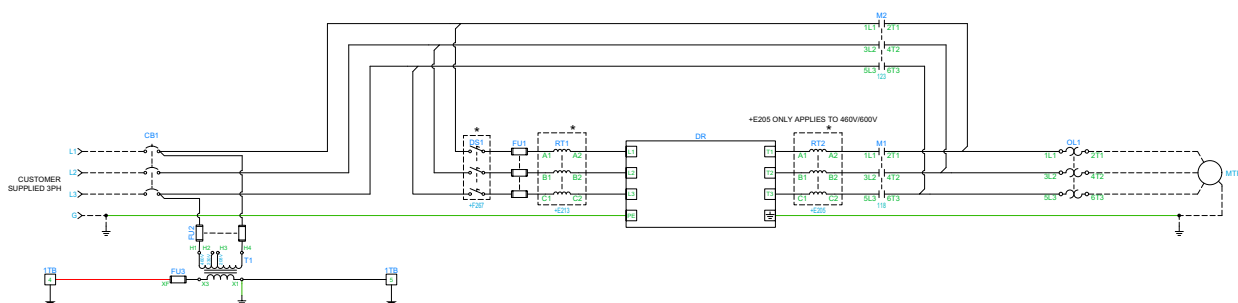 M2
1L1 2T1
3L2 4T2
5L3 6T3
123
+E205 ONLY APPLIES TO 460V/600V
CB1
* * *
DS1 FU1 RT1 DR RT2 M1 OL1
L1 A1 A2 L1 T1 A1 A2 1L1 2T1 1L1 2T1
L2 B1 B2 L2 T2 B1 B2 3L2 4T2 3L2 4T2
CUSTOMER
SUPPLIED 3PH
L3 C1 C2 L3 T3 C1 C2 5L3 6T3 5L3 6T3
+F267 +E213 +E205 118
G PE
FU2
H1 H2 H3 H4
T1
1TB FU3 1TB
4 XF X3 X1